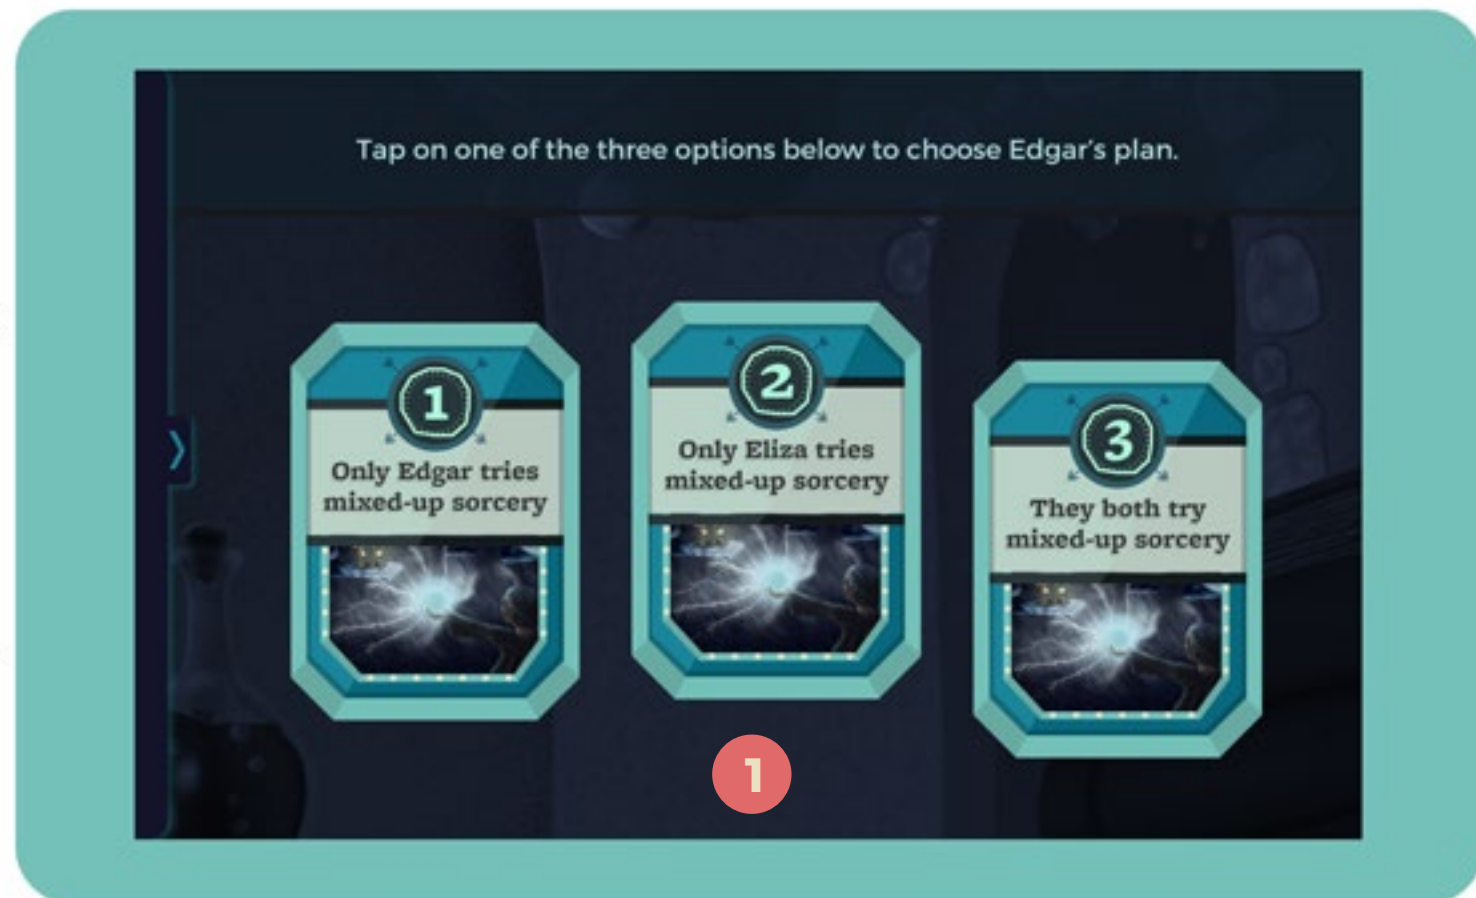 Tap on one of the three options below to choose Edgar's plan.
1
Only Edgar tries
mixed-up sorcery
2
Only Eliza tries
mixed-up sorcery
3
They both try
mixed-up sorcery
1